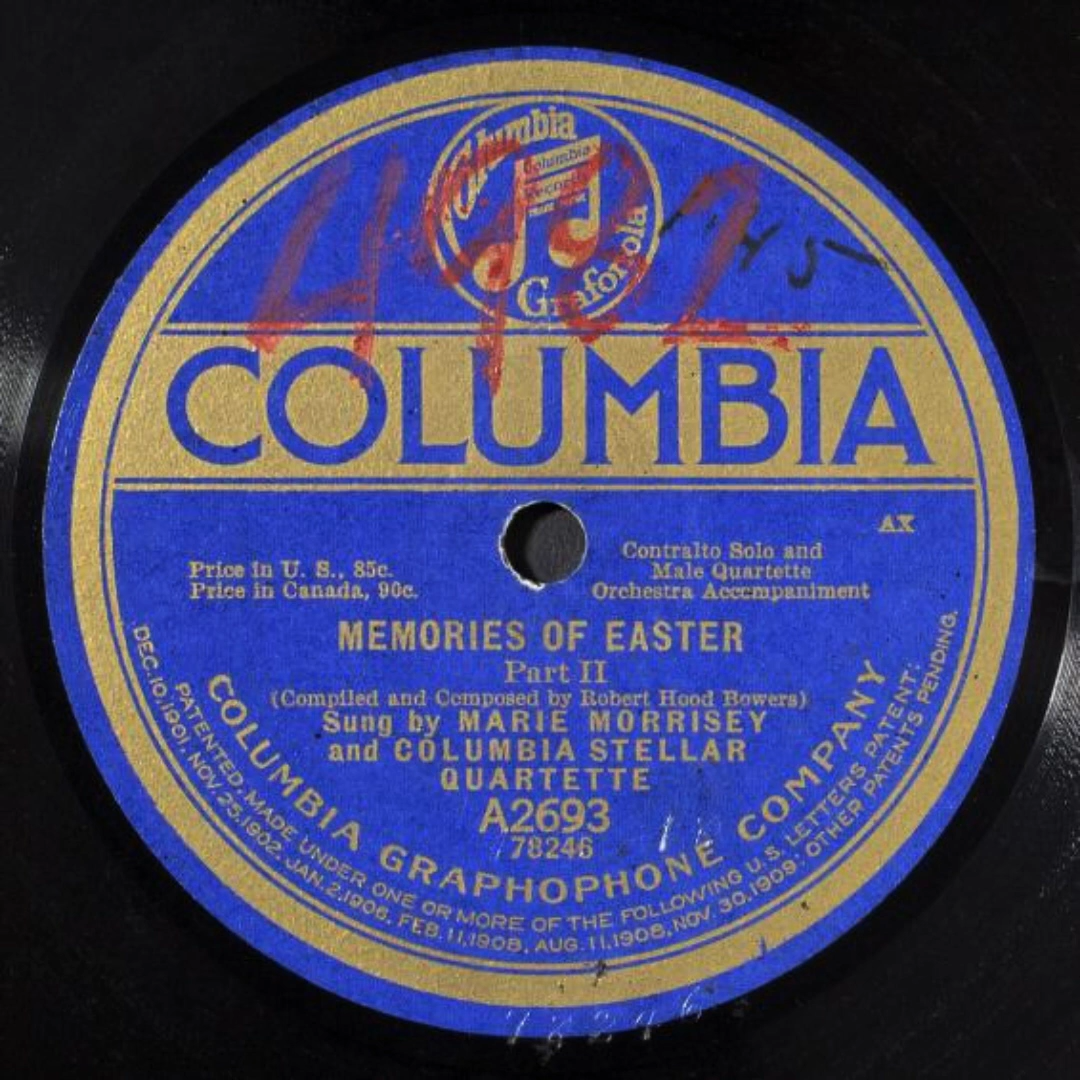 Columbia
Columbia
Records
TRADE MARK
Grafonola
COLUMBIA
AX
Price in U. S., 85c.
Price in Canada, 90c.
Contralto Solo and
Male Quartette
Orchestra Accompaniment
MEMORIES OF EASTER
Part II
(Compiled and Composed by Robert Hood Bowers)
Sung by MARIE MORRISEY
and COLUMBIA STELLAR
QUARTETTE
A2693
78246
COLUMBIA GRAPHOPHONE COMPANY
PATENTED, MADE UNDER ONE OR MORE OF THE FOLLOWING U.S. LETTERS PATENT:
DEC.10,1901, NOV.25,1902, JAN.2,1906, FEB.11,1908, AUG.11,1908, NOV. 30,1909; OTHER PATENTS PENDING.
78246